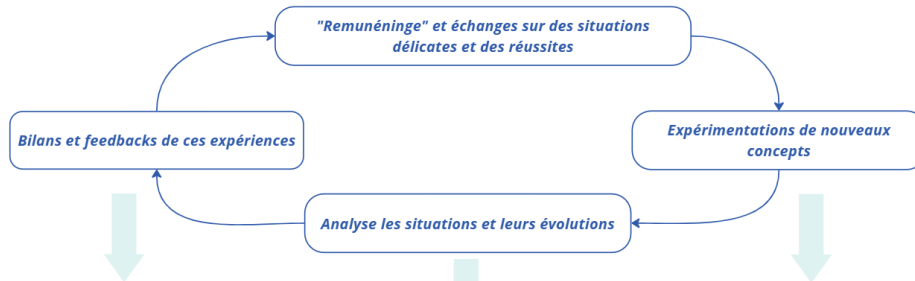 "Remunéninge" et échanges sur des situations
délicates et des réussites
Bilans et feedbacks de ces expériences
Expérimentations de nouveaux
concepts
Analyse les situations et leurs évolutions